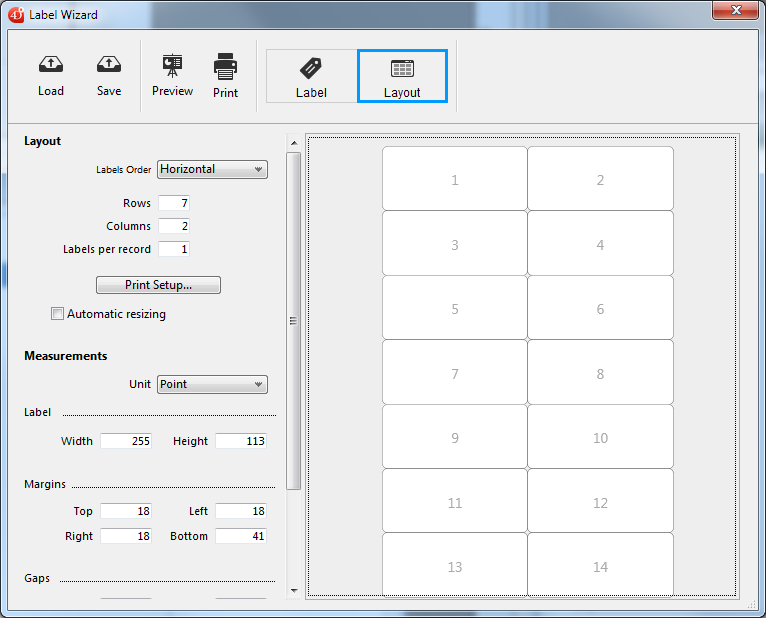 Label Wizard
Load Save Preview Print Label Layout
Layout
Labels Order Horizontal
Rows 7
Columns 2
Labels per record 1
Print Setup...
Automatic resizing
Measurements
Unit Point
Label
Width 255 Height 113
Margins
Top 18 Left 18
Right 18 Bottom 41
Gaps
1 2
3 4
5 6
7 8
9 10
11 12
13 14